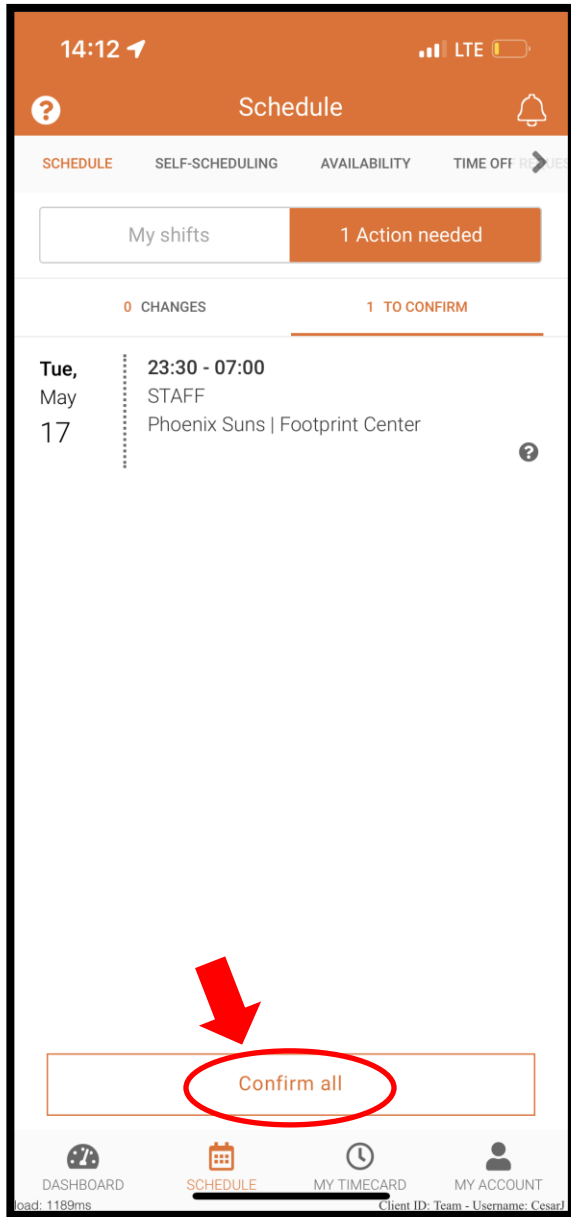 14:12 LTE
Schedule
SCHEDULE SELF-SCHEDULING AVAILABILITY TIME OFF REQUES
My shifts 1 Action needed
0 CHANGES 1 TO CONFIRM
Tue, 23:30 - 07:00
May STAFF
17 Phoenix Suns | Footprint Center
Confirm all
DASHBOARD SCHEDULE MY TIMECARD MY ACCOUNT
load: 1189ms Client ID: Team - Username: CesarJ